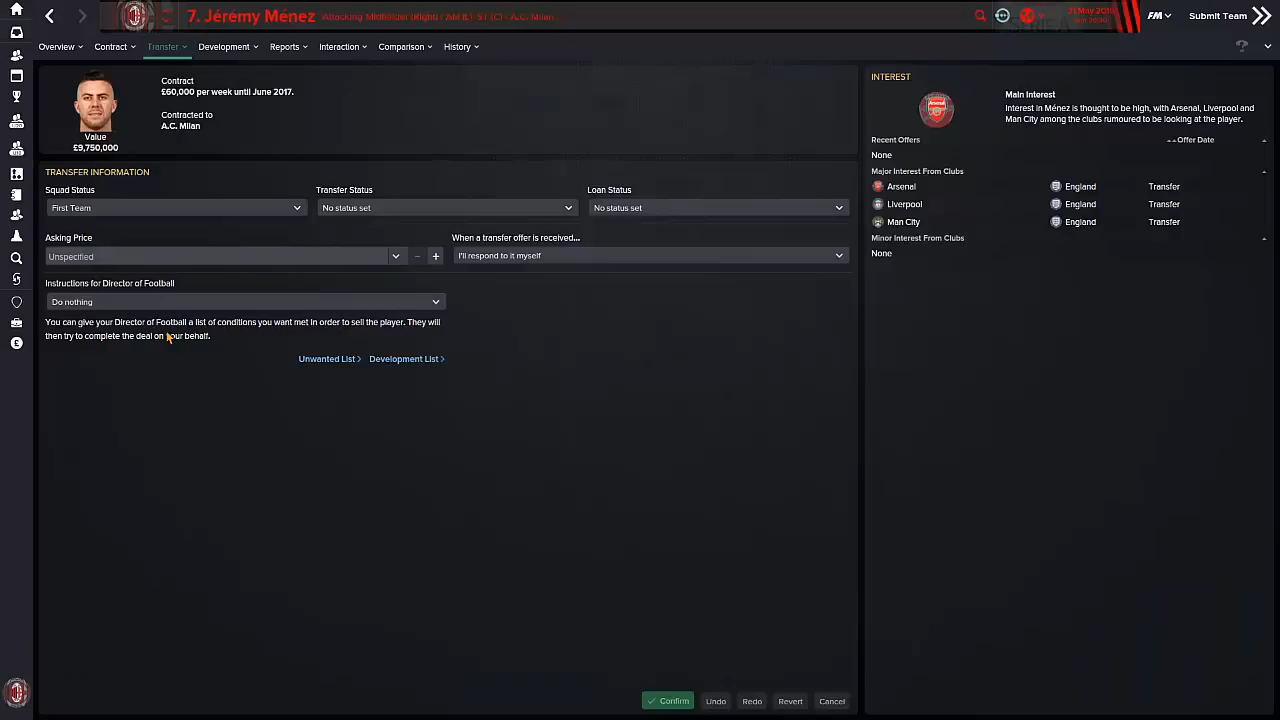 7. Jérémy Ménez Attacking Midfielder (Right) / AM (L), ST (C) - A.C. Milan
FM
Submit Team
Overview
Contract
Transfer
Development
Reports
Interaction
Comparison
History
Contract
£60,000 per week until June 2017.
Contracted to
A.C. Milan
Value
£9,750,000
TRANSFER INFORMATION
Squad Status
Transfer Status
Loan Status
First Team
No status set
No status set
Asking Price
When a transfer offer is received...
Unspecified
I'll respond to it myself
Instructions for Director of Football
Do nothing
You can give your Director of Football a list of conditions you want met in order to sell the player. They will
then try to complete the deal on your behalf.
Unwanted List >
Development List >
Confirm
Undo
Redo
Revert
Cancel
INTEREST
Main Interest
Interest in Ménez is thought to be high, with Arsenal, Liverpool and
Man City among the clubs rumoured to be looking at the player.
Recent Offers
Offer Date
None
Major Interest From Clubs
Arsenal England Transfer
Liverpool England Transfer
Man City England Transfer
Minor Interest From Clubs
None